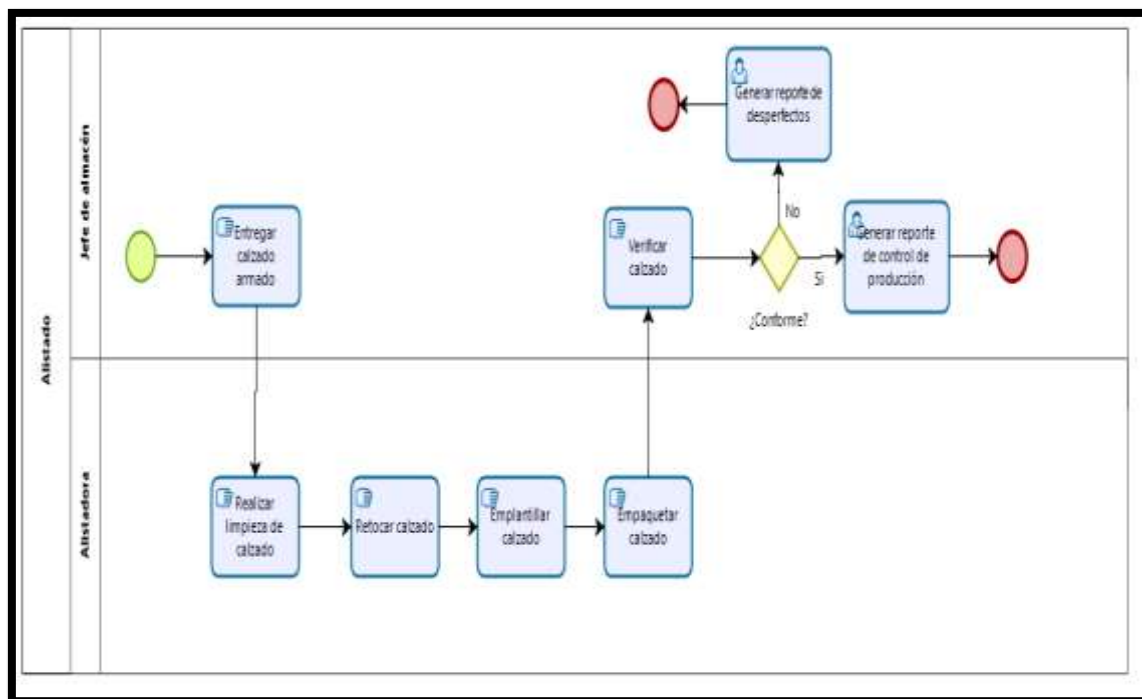 Alistado
Jefe de almacén
Entregar
calzado
armado
Verificar
calzado
¿Conforme?
No
Generar reporte de
desperfectos
Si
Generar reporte
de control de
producción
Alistadora
Realizar
limpieza de
calzado
Retocar calzado
Emplantillar
calzado
Empaquetar
calzado